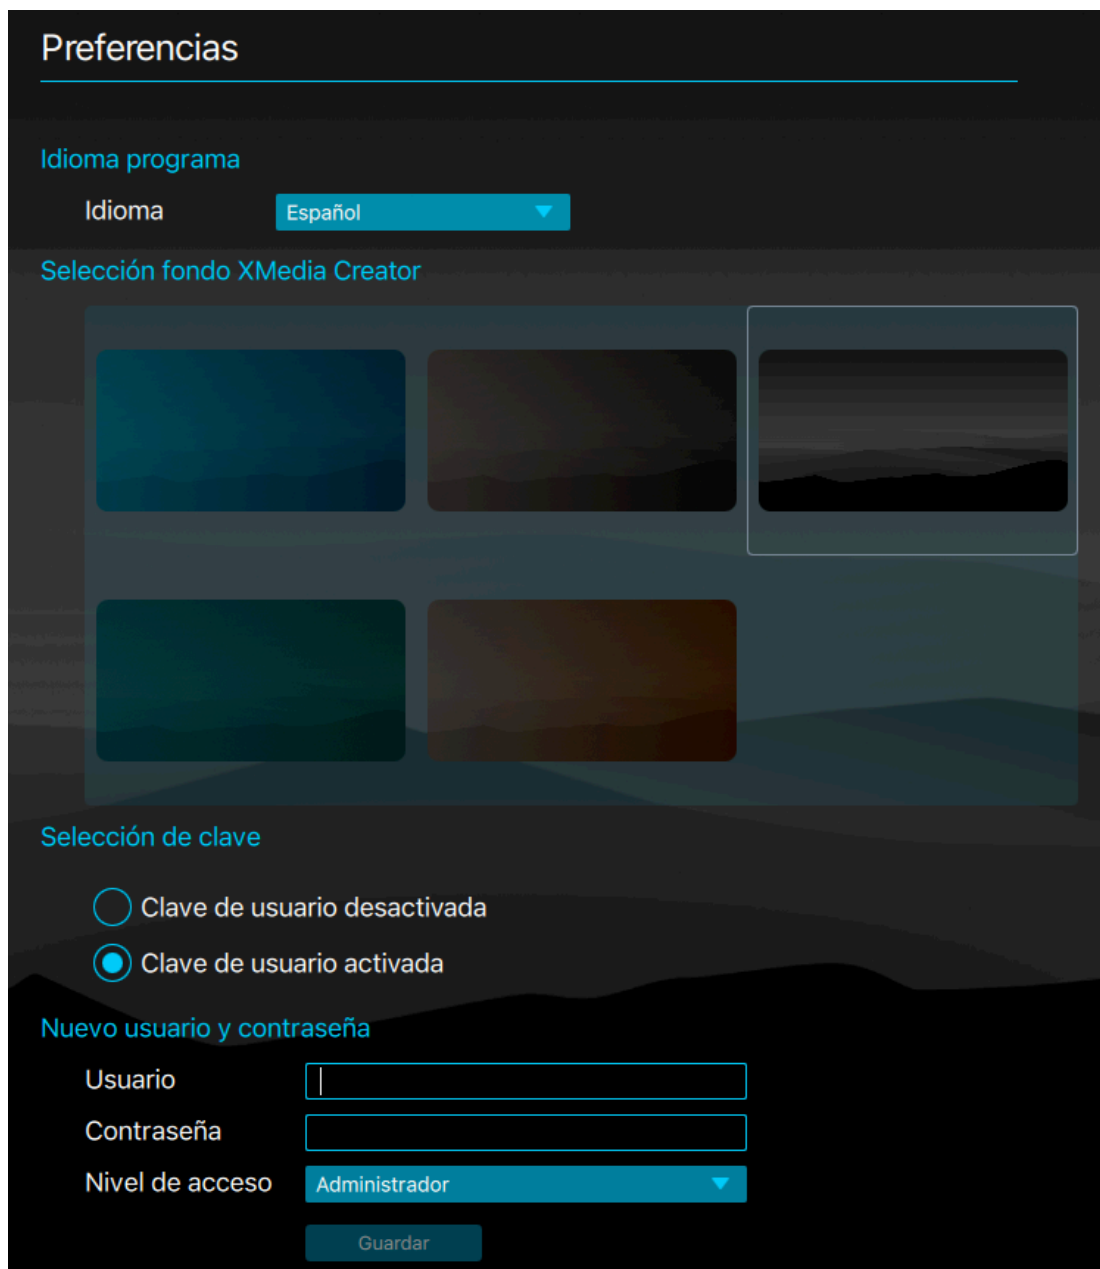 Preferencias
Idioma programa
Idioma
Español
Selección fondo XMedia Creator
Selección de clave
Clave de usuario desactivada
Clave de usuario activada
Nuevo usuario y contraseña
Usuario
Contraseña
Nivel de acceso
Administrador
Guardar